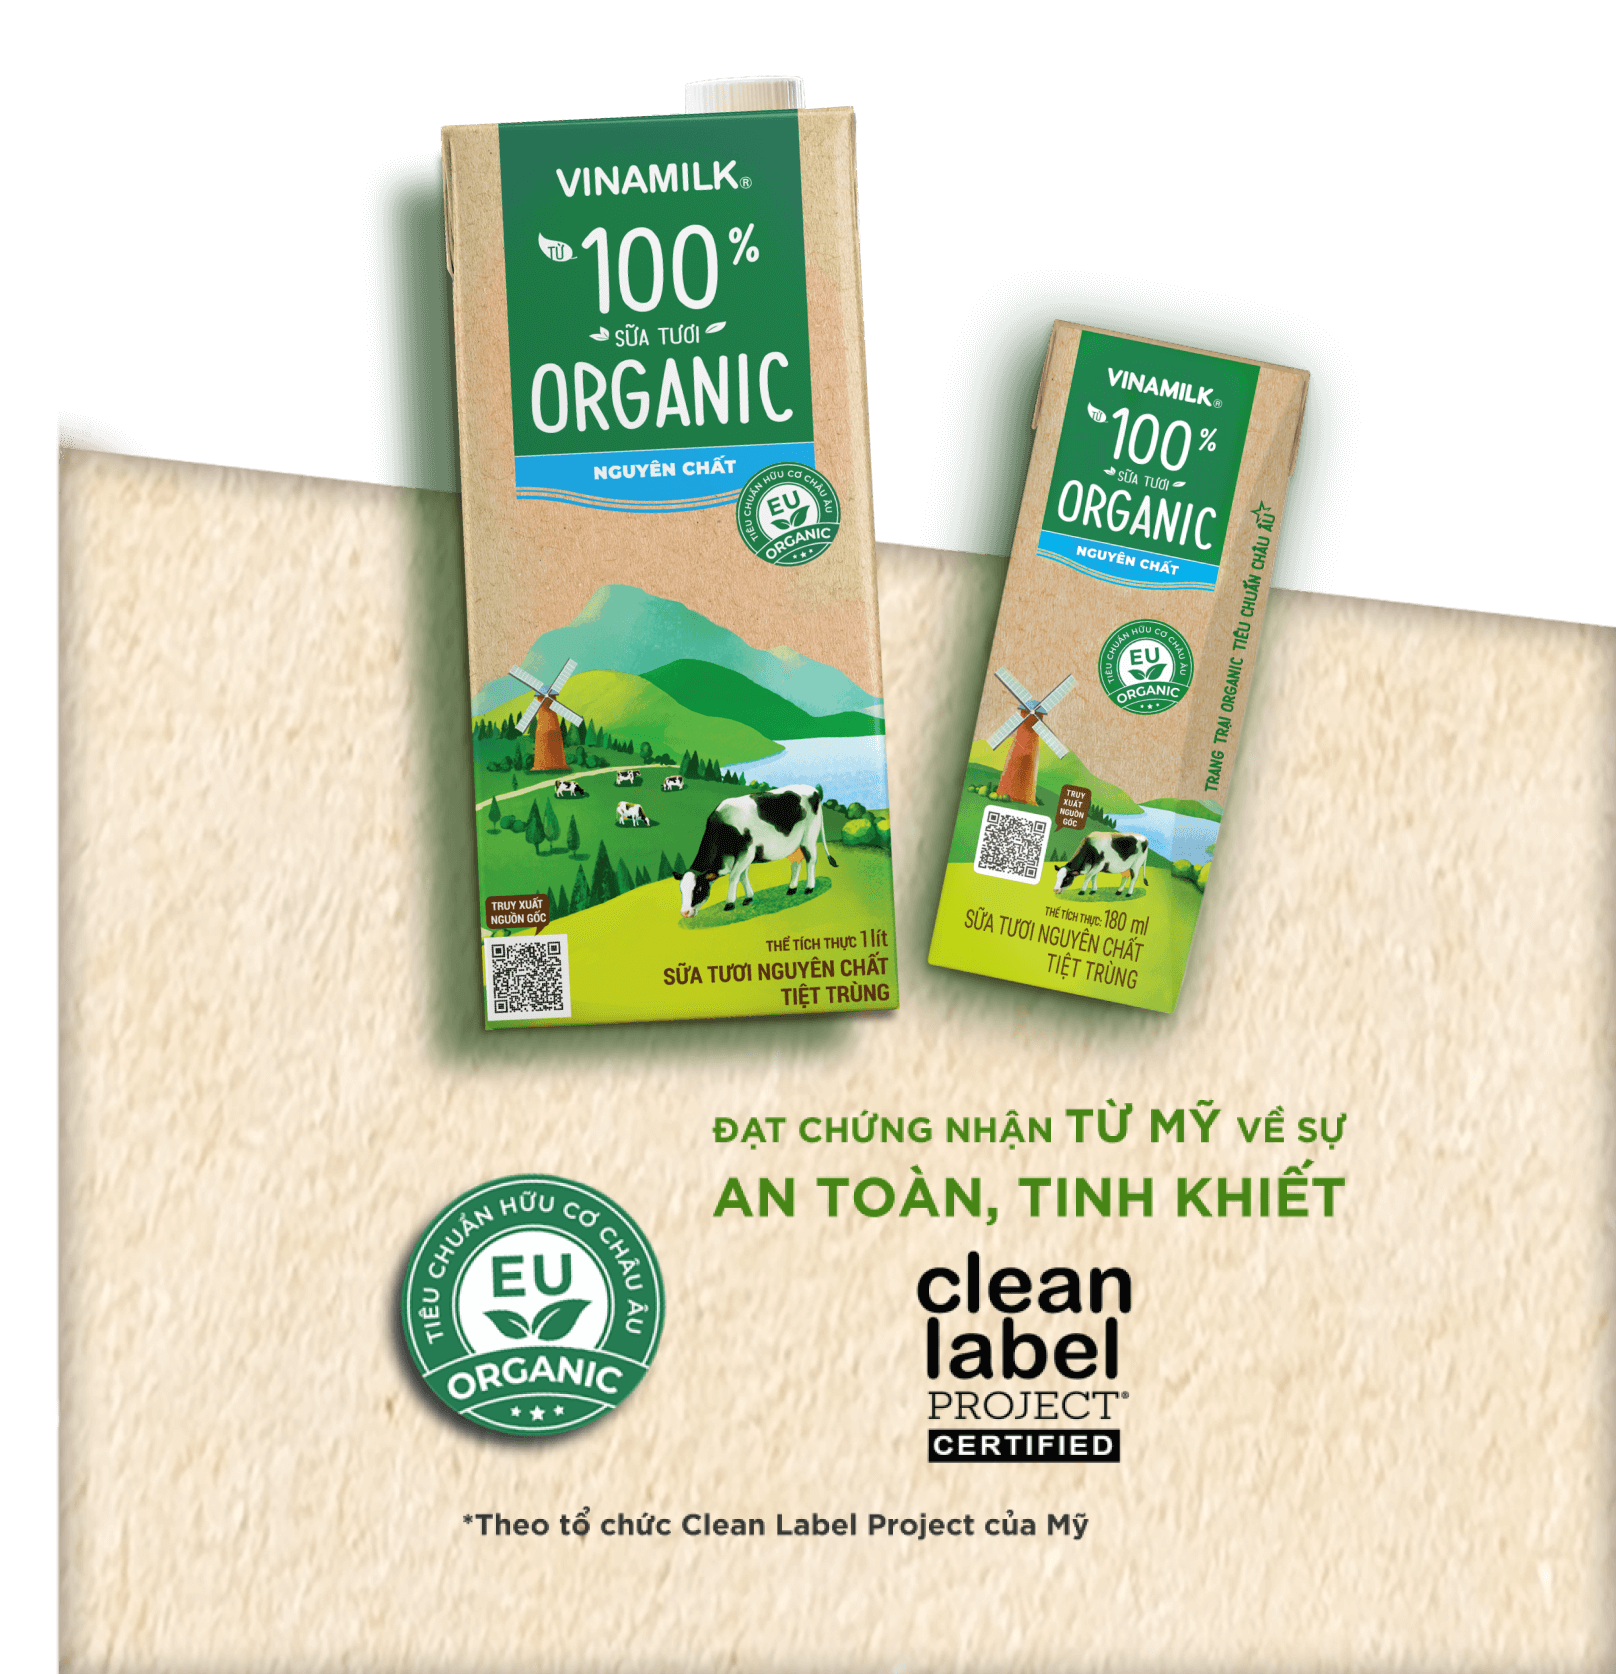 VINAMILK®
TỪ 100%
SỮA TƯƠI
ORGANIC
NGUYÊN CHẤT
TIÊU CHUẨN HỮU CƠ CHÂU ÂU
EU
ORGANIC
TRUY XUẤT
NGUỒN GỐC
THỂ TÍCH THỰC 1 lít
SỮA TƯƠI NGUYÊN CHẤT
TIỆT TRÙNG
VINAMILK®
TỪ 100%
SỮA TƯƠI
ORGANIC
NGUYÊN CHẤT
TIÊU CHUẨN HỮU CƠ CHÂU ÂU
EU
ORGANIC
TRANG TRẠI ORGANIC TIÊU CHUẨN CHÂU ÂU
TRUY
XUẤT
NGUỒN
GỐC
THỂ TÍCH THỰC: 180 ml
SỮA TƯƠI NGUYÊN CHẤT
TIỆT TRÙNG
ĐẠT CHỨNG NHẬN TỪ MỸ VỀ SỰ
AN TOÀN, TINH KHIẾT
TIÊU CHUẨN HỮU CƠ CHÂU ÂU
EU
ORGANIC
clean
label
PROJECT®
CERTIFIED
*Theo tổ chức Clean Label Project của Mỹ